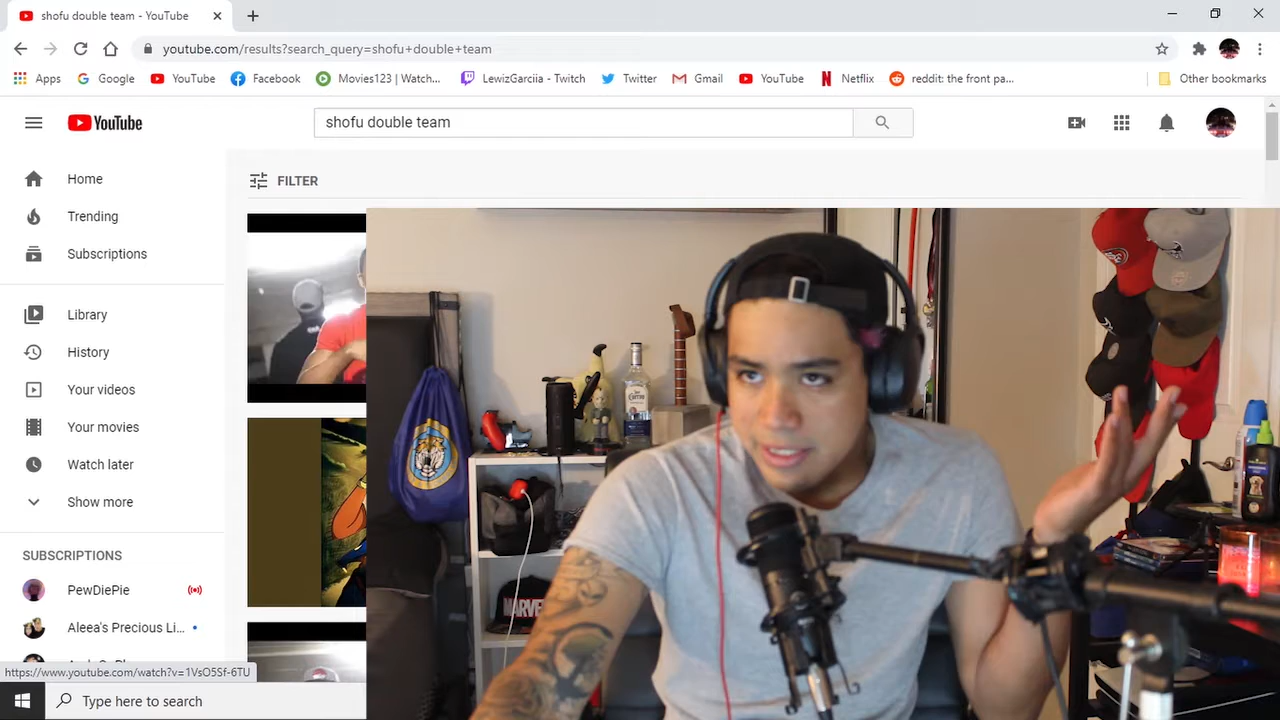 shofu double team - YouTube
youtube.com/results?search_query=shofu+double+team
Apps
Google
YouTube
Facebook
Movies123 | Watch...
LewizGarciia - Twitch
Twitter
Gmail
YouTube
Netflix
reddit: the front pa...
Other bookmarks
YouTube
shofu double team
Home
FILTER
Trending
Subscriptions
Library
History
Your videos
Your movies
Watch later
Show more
SUBSCRIPTIONS
PewDiePie
Aleea's Precious Li...
https://www.youtube.com/watch?v=1VsO5Sf-6TU
Type here to search
MARVEL